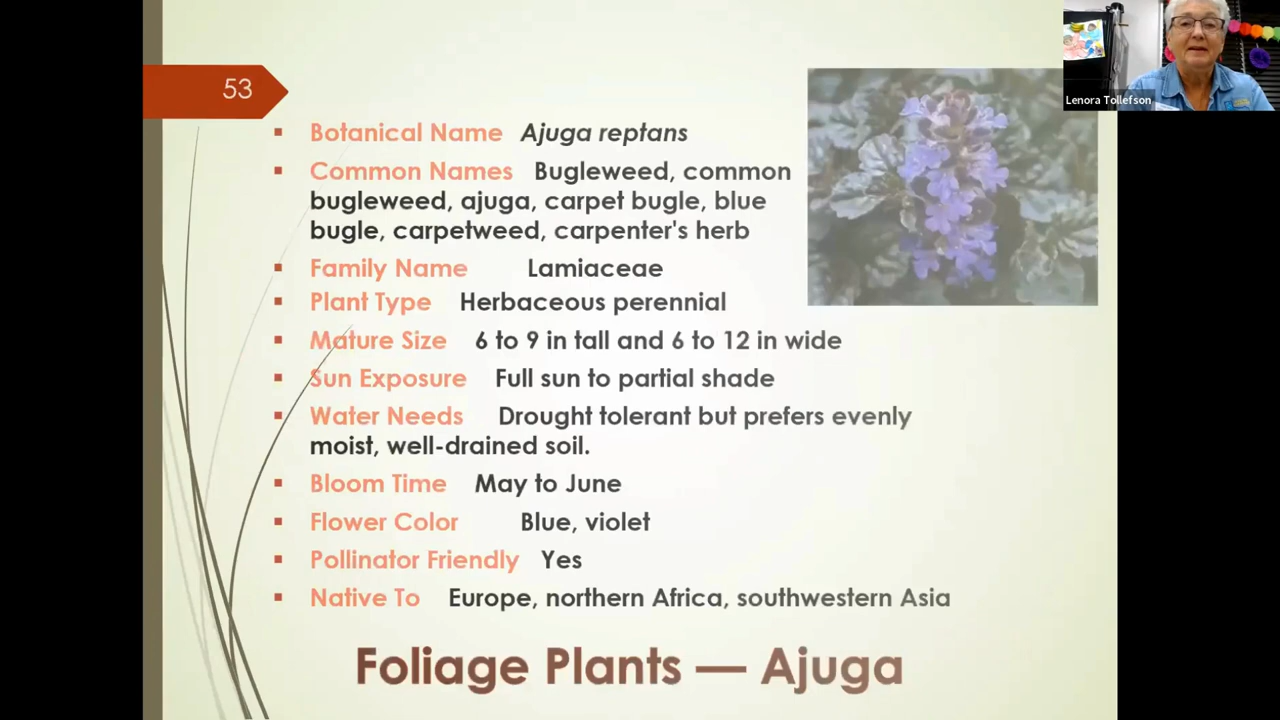 53
Lenora Tollefson
Botanical Name Ajuga reptans
Common Names Bugleweed, common
bugleweed, ajuga, carpet bugle, blue
bugle, carpetweed, carpenter's herb
Family Name Lamiaceae
Plant Type Herbaceous perennial
Mature Size 6 to 9 in tall and 6 to 12 in wide
Sun Exposure Full sun to partial shade
Water Needs Drought tolerant but prefers evenly
moist, well-drained soil.
Bloom Time May to June
Flower Color Blue, violet
Pollinator Friendly Yes
Native To Europe, northern Africa, southwestern Asia
Foliage Plants — Ajuga